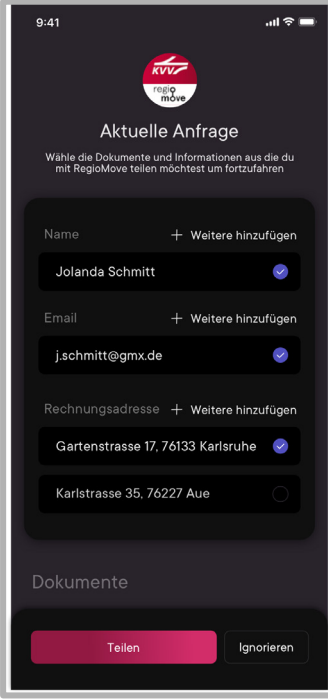 9:41
KVV
regio
move
Aktuelle Anfrage
Wähle die Dokumente und Informationen aus die du
mit RegioMove teilen möchtest um fortzufahren
Name + Weitere hinzufügen
Jolanda Schmitt
Email + Weitere hinzufügen
j.schmitt@gmx.de
Rechnungsadresse + Weitere hinzufügen
Gartenstrasse 17, 76133 Karlsruhe
Karlstrasse 35, 76227 Aue
Dokumente
Teilen Ignorieren